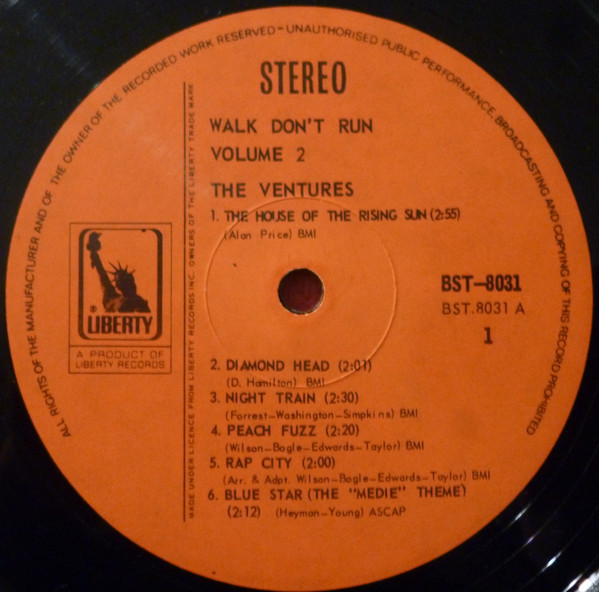 ALL RIGHTS OF THE MANUFACTURER AND OF THE OWNER OF THE RECORDED WORK RESERVED – UNAUTHORISED PUBLIC PERFORMANCE, BROADCASTING AND COPYING OF THIS RECORD PROHIBITED
STEREO
WALK DON'T RUN
VOLUME 2
THE VENTURES
1. THE HOUSE OF THE RISING SUN (2:55)
(Alan Price) BMI
® LIBERTY
A PRODUCT OF
LIBERTY RECORDS
MADE UNDER LICENCE FROM LIBERTY RECORDS INC. OWNERS OF THE LIBERTY TRADE MARK
BST–8031
BST.8031 A
1
2. DIAMOND HEAD (2:01)
(D. Hamilton) BMI
3. NIGHT TRAIN (2:30)
(Forrest–Washington–Simpkins) BMI
4. PEACH FUZZ (2:20)
(Wilson–Bogle–Edwards–Taylor) BMI
5. RAP CITY (2:00)
(Arr. & Adpt. Wilson–Bogle–Edwards–Taylor) BMI
6. BLUE STAR (THE "MEDIE" THEME)
(2:12) (Heyman–Young) ASCAP